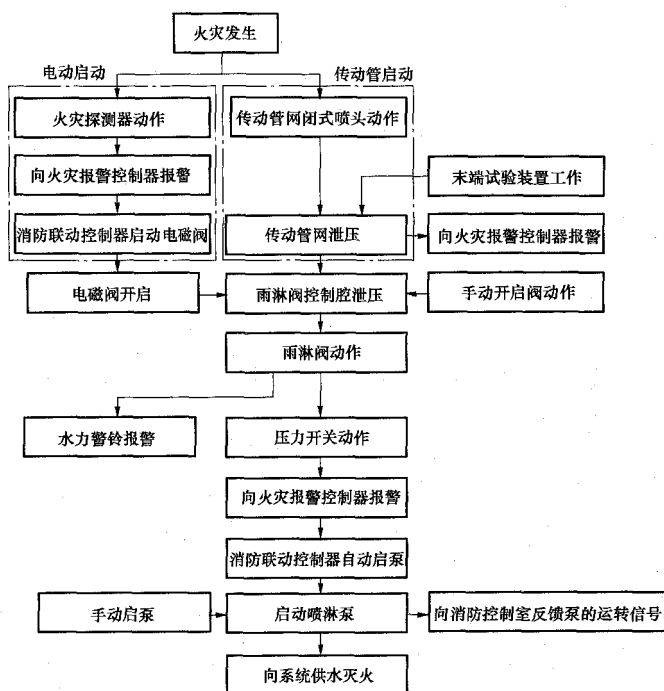 火灾发生
电动启动
传动管启动
火灾探测器动作
传动管网闭式喷头动作
向火灾报警控制器报警
末端试验装置工作
消防联动控制器启动电磁阀
传动管网泄压
向火灾报警控制器报警
电磁阀开启
雨淋阀控制腔泄压
手动开启阀动作
雨淋阀动作
水力警铃报警
压力开关动作
向火灾报警控制器报警
消防联动控制器自动启泵
手动启泵
启动喷淋泵
向消防控制室反馈泵的运转信号
向系统供水灭火